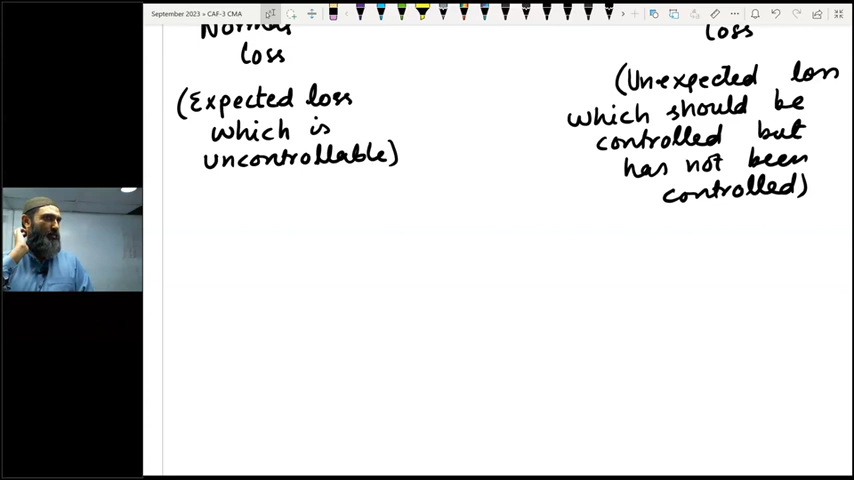 September 2023 » CAF-3 CMA
Normal
loss
(Expected loss
which is
uncontrollable)
loss
(Unexpected loss
which should be
controlled but
has not been
controlled)